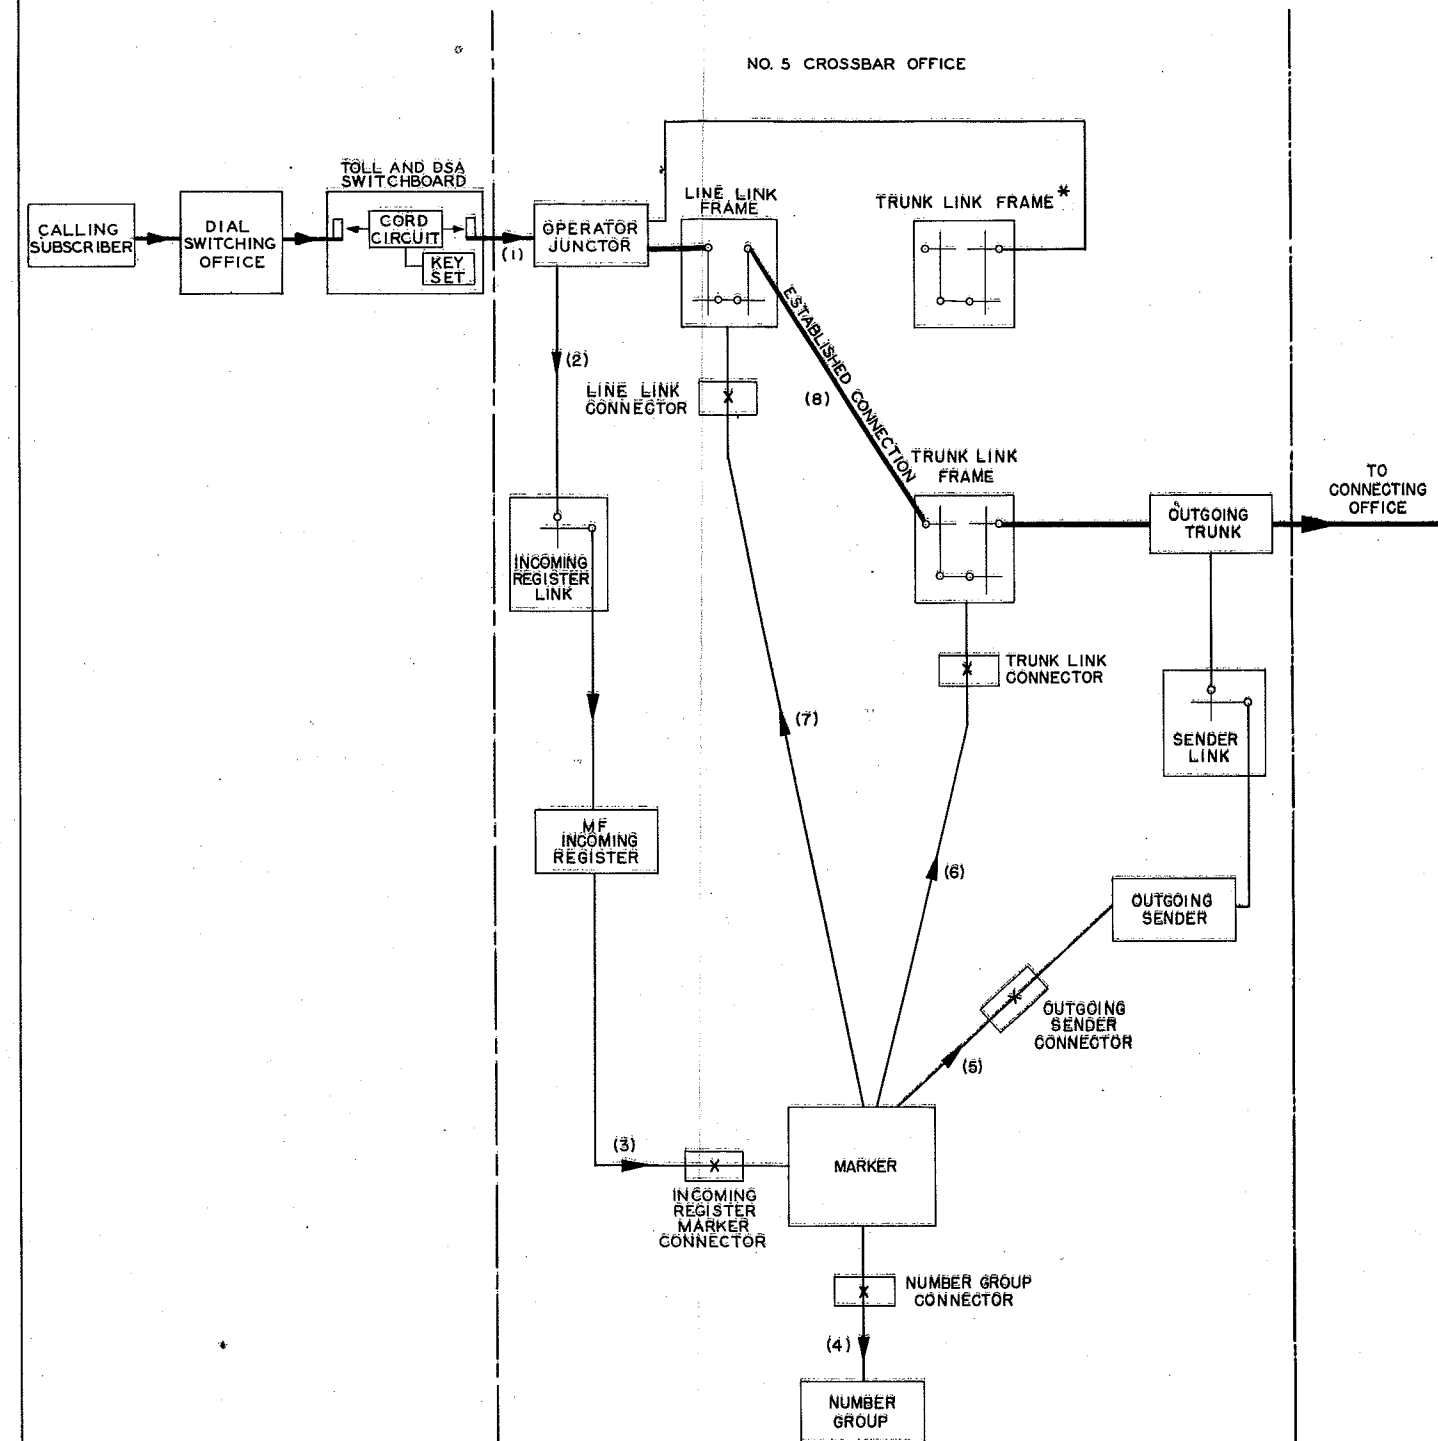 NO. 5 CROSSBAR OFFICE
TOLL AND DSA
SWITCHBOARD
LINE LINK
FRAME
TRUNK LINK FRAME*
CALLING
SUBSCRIBER
DIAL
SWITCHING
OFFICE
CORD
CIRCUIT
KEY
SET
(1)
OPERATOR
JUNCTOR
(2)
LINE LINK
CONNECTOR
ESTABLISHED CONNECTION
(8)
TRUNK LINK
FRAME
TO
CONNECTING
OFFICE
OUTGOING
TRUNK
INCOMING
REGISTER
LINK
TRUNK LINK
CONNECTOR
(7)
SENDER
LINK
MF
INCOMING
REGISTER
(6)
OUTGOING
SENDER
OUTGOING
SENDER
CONNECTOR
(5)
(3)
MARKER
INCOMING
REGISTER
MARKER
CONNECTOR
NUMBER GROUP
CONNECTOR
(4)
NUMBER
GROUP